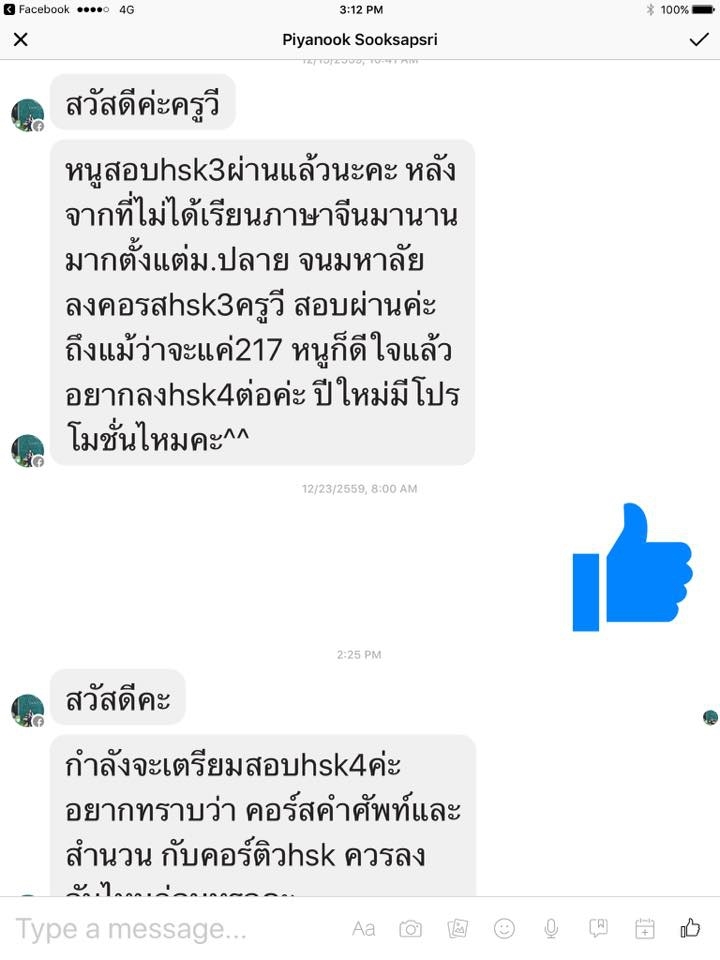 Facebook 4G 3:12 PM 100%
Piyanook Sooksapsri
12/15/2559, 10:41 AM
สวัสดีค่ะครูวี
หนูสอบhsk3ผ่านแล้วนะคะ หลัง
จากที่ไม่ได้เรียนภาษาจีนมานาน
มากตั้งแต่ม.ปลาย จนมหาลัย
ลงคอรสhsk3ครูวี สอบผ่านค่ะ
ถึงแม้ว่าจะแค่217 หนูก็ดีใจแล้ว
อยากลงhsk4ต่อค่ะ ปีใหม่มีโปร
โมชั่นไหมคะ^^
12/23/2559, 8:00 AM
2:25 PM
สวัสดีคะ
กำลังจะเตรียมสอบhsk4ค่ะ
อยากทราบว่า คอร์สคำศัพท์และ
สำนวน กับคอร์ติวhsk ควรลง
Type a message...
Aa